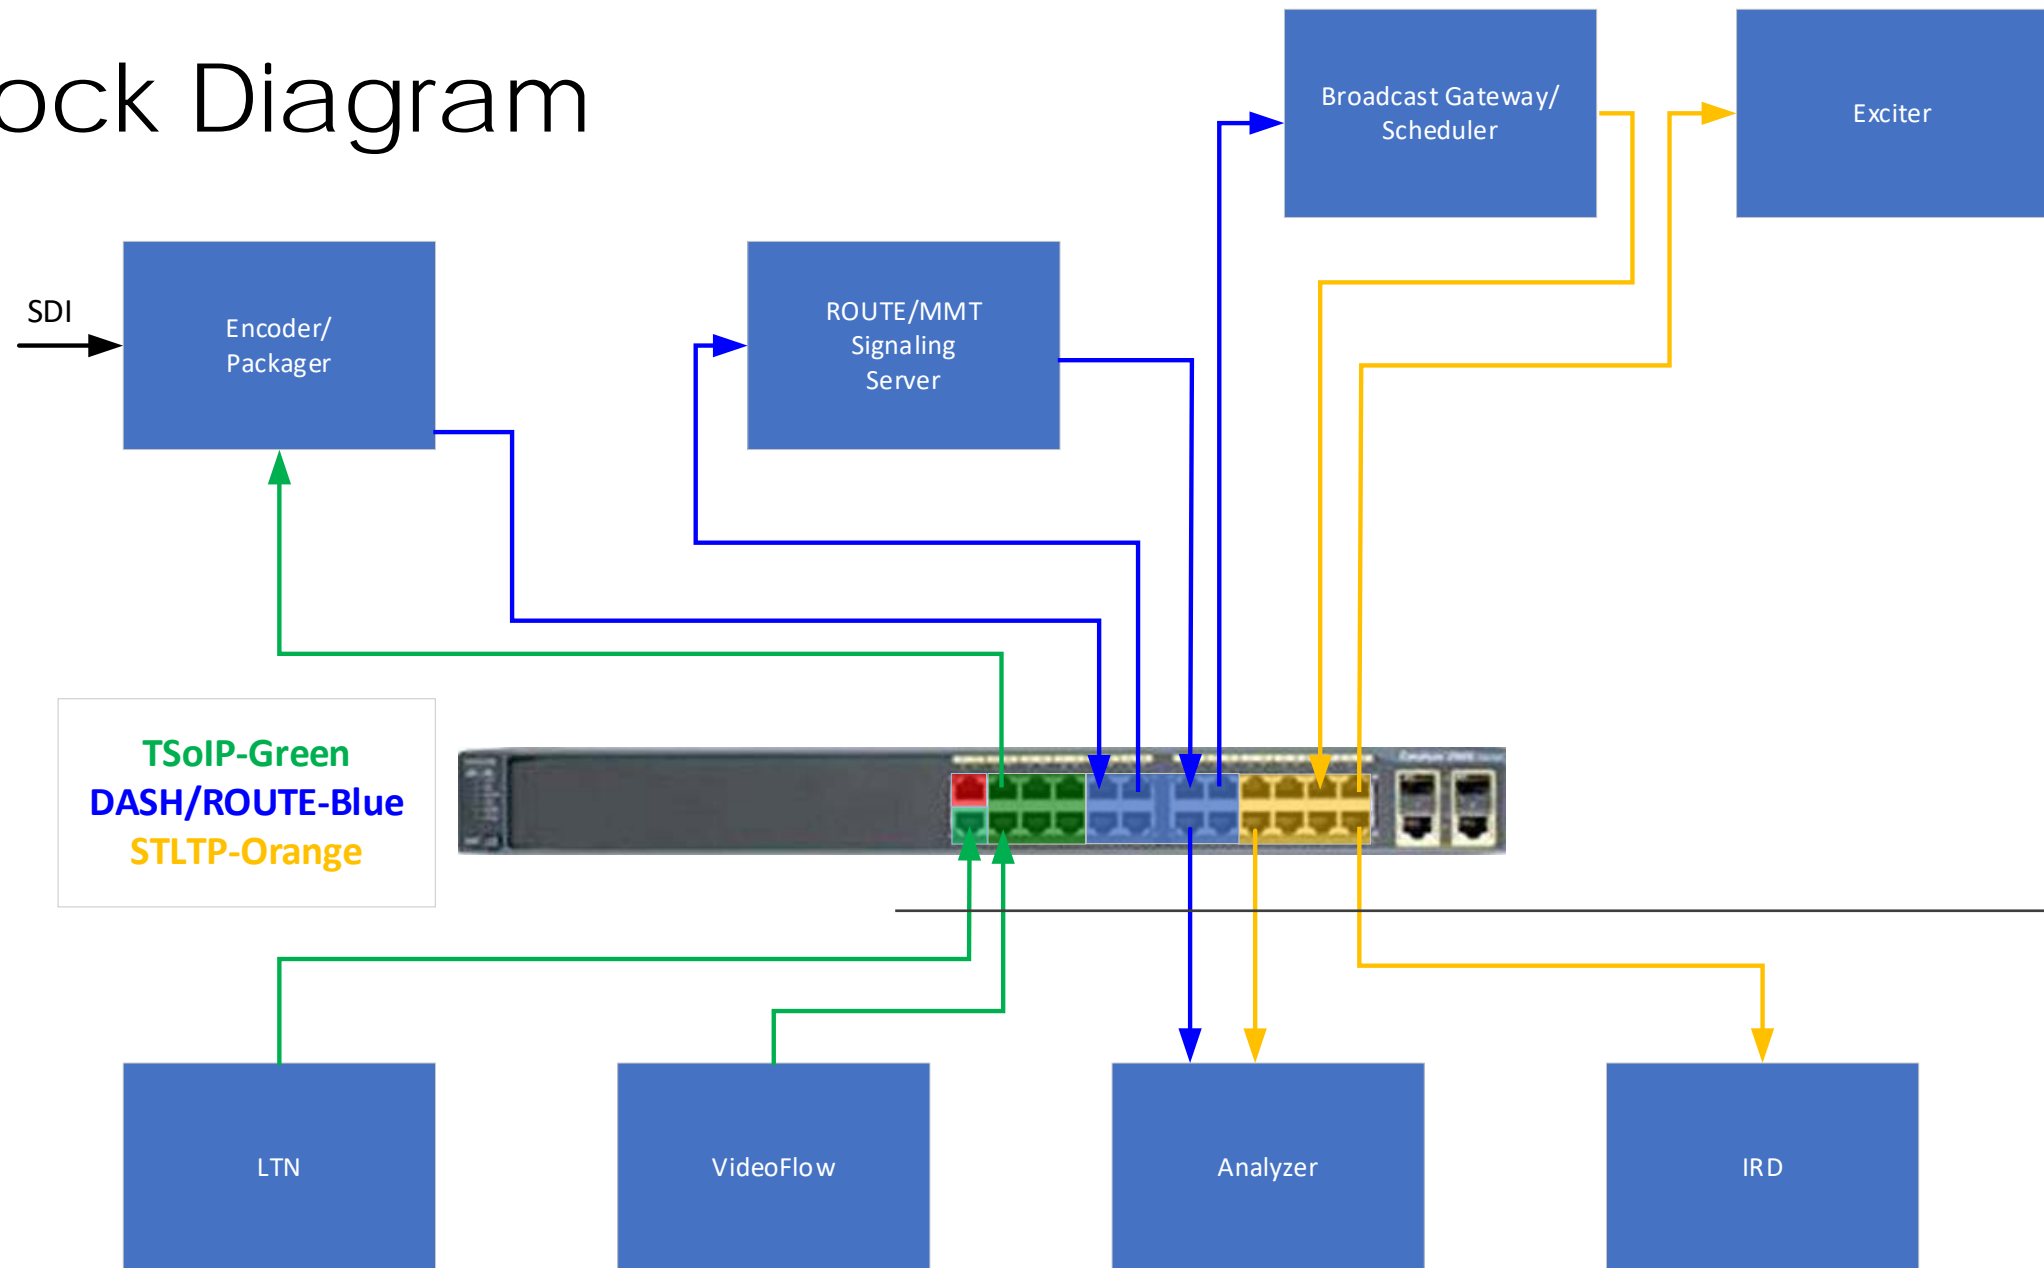 ock Diagram
Broadcast Gateway/
Scheduler
Exciter
SDI
Encoder/
Packager
ROUTE/MMT
Signaling
Server
TSoIP-Green
DASH/ROUTE-Blue
STLTP-Orange
LTN
VideoFlow
Analyzer
IRD